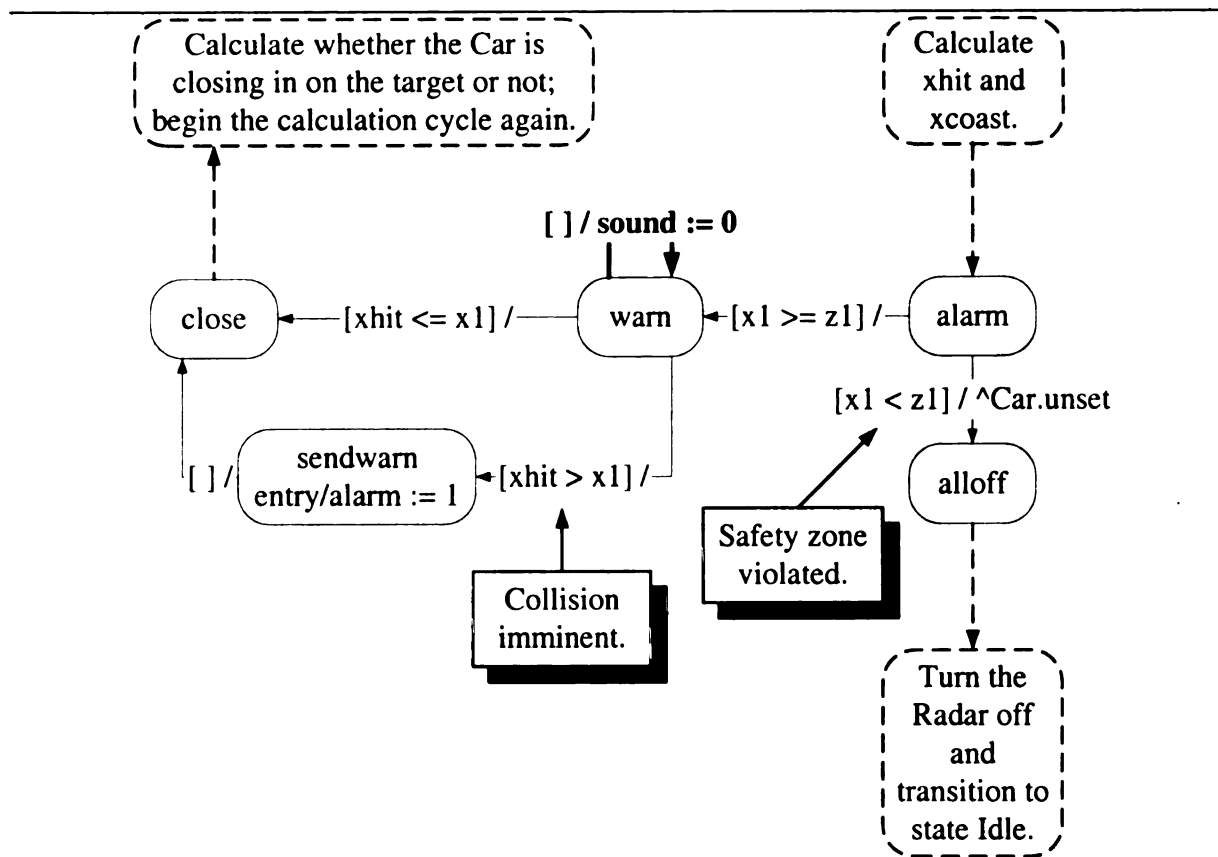 Calculate whether the Car is
closing in on the target or not;
begin the calculation cycle again.
Calculate
xhit and
xcoast.
[ ] / sound := 0
close
[xhit <= x1] /
warn
[x1 >= z1] /
alarm
[x1 < z1] / ^Car.unset
[ ] /
sendwarn
entry/alarm := 1
[xhit > x1] /
alloff
Safety zone
violated.
Collision
imminent.
Turn the
Radar off
and
transition to
state Idle.